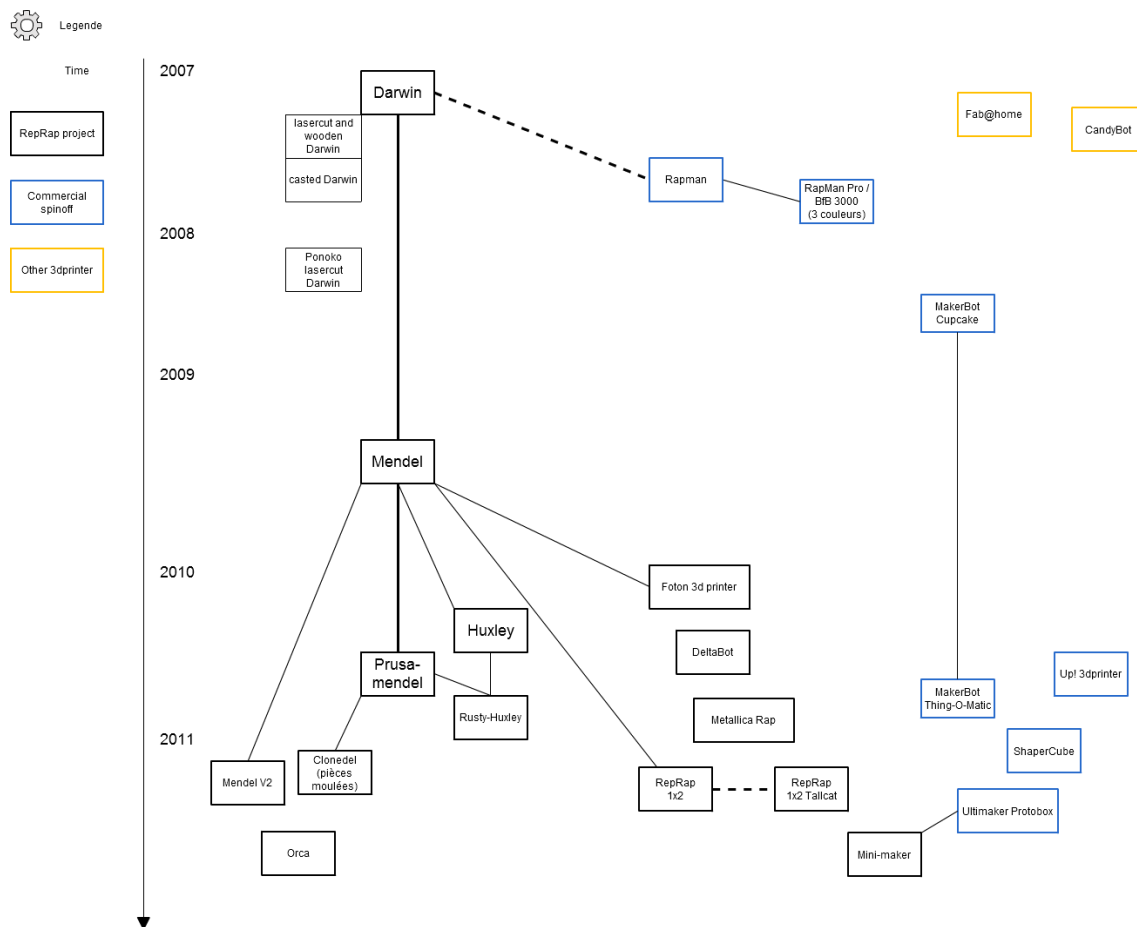 Legende
Time
2007
Darwin
Fab@home
CandyBot
RepRap project
lasercut and
wooden
Darwin
casted Darwin
Rapman
RapMan Pro /
BfB 3000
(3 couleurs)
Commercial
spinoff
2008
Other 3dprinter
Ponoko
lasercut
Darwin
MakerBot
Cupcake
2009
Mendel
2010
Foton 3d printer
Huxley
DeltaBot
Prusa-
mendel
Up! 3dprinter
MakerBot
Thing-O-Matic
Rusty-Huxley
Metallica Rap
2011
ShaperCube
Mendel V2
Clonedel
(pièces
moulées)
RepRap
1x2
RepRap
1x2 Tallcat
Ultimaker Protobox
Orca
Mini-maker